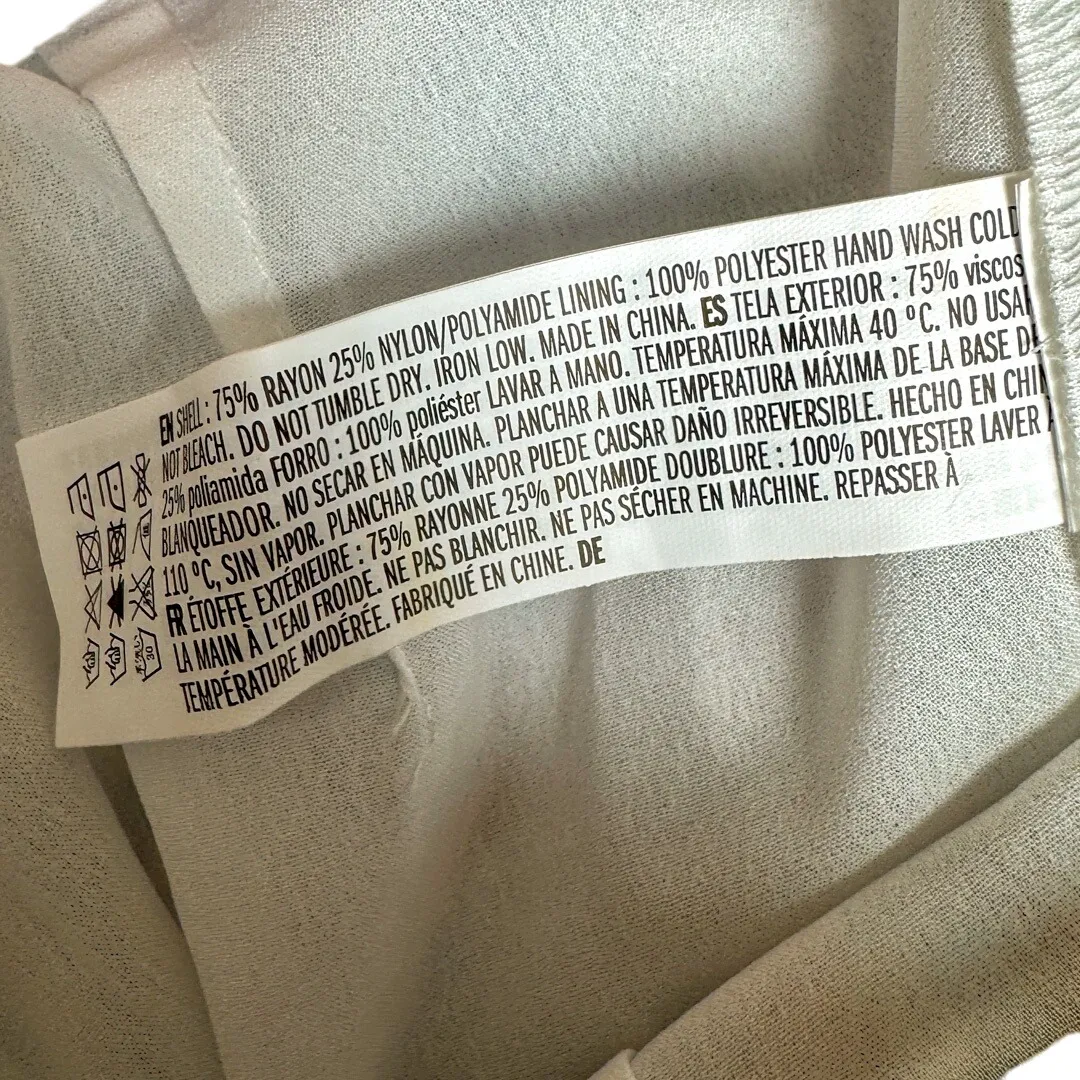 EN SHELL : 75% RAYON 25% NYLON/POLYAMIDE LINING : 100% POLYESTER HAND WASH COLD
NOT BLEACH. DO NOT TUMBLE DRY. IRON LOW. MADE IN CHINA. ES TELA EXTERIOR : 75% viscos
25% poliamida FORRO : 100% poliéster LAVAR A MANO. TEMPERATURA MÁXIMA 40 ºC. NO USAR
BLANQUEADOR. NO SECAR EN MÁQUINA. PLANCHAR A UNA TEMPERATURA MÁXIMA DE LA BASE DE
110 ºC, SIN VAPOR. PLANCHAR CON VAPOR PUEDE CAUSAR DAÑO IRREVERSIBLE. HECHO EN CHIN
FR ÉTOFFE EXTÉRIEURE : 75% RAYONNE 25% POLYAMIDE DOUBLURE : 100% POLYESTER LAVER À
LA MAIN À L'EAU FROIDE. NE PAS BLANCHIR. NE PAS SÉCHER EN MACHINE. REPASSER À
TEMPÉRATURE MODÉRÉE. FABRIQUÉ EN CHINE. DE
30